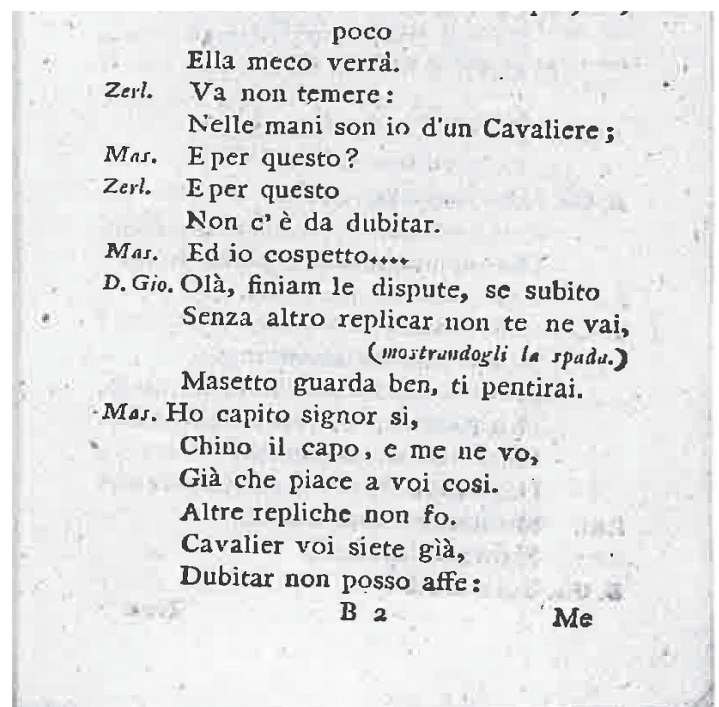 poco
Ella meco verrà.
Zerl. Va non temere:
Nelle mani son io d'un Cavaliere;
Mas. E per questo?
Zerl. E per questo
Non c'è da dubitar.
Mas. Ed io cospetto....
D. Gio. Olà, finiam le dispute, se subito
Senza altro replicar non te ne vai,
(mostrandogli la spada.)
Masetto guarda ben, ti pentirai.
Mas. Ho capito signor si,
Chino il capo, e me ne vo,
Già che piace a voi cosi.
Altre repliche non fo.
Cavalier voi siete già,
Dubitar non posso affe:
B 2 Me